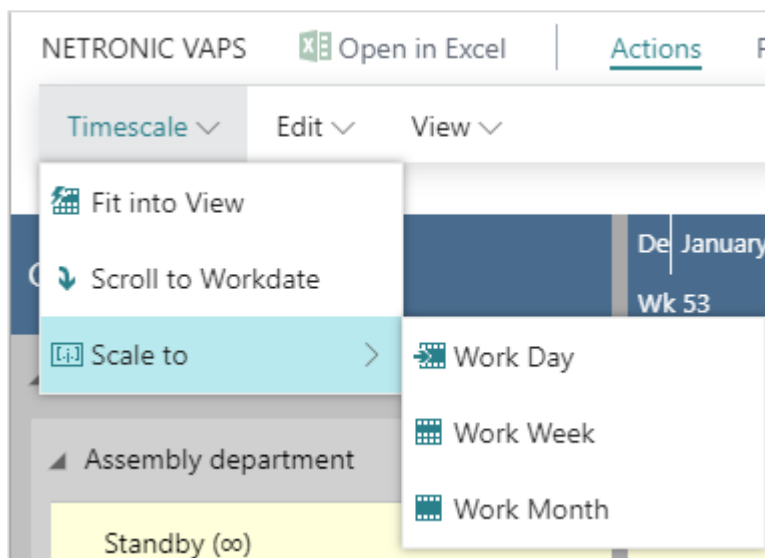 NETRONIC VAPS Open in Excel Actions
Timescale Edit View
Fit into View
De January
Scroll to Workdate
Wk 53
Scale to
Work Day
Work Week
Assembly department
Work Month
Standby (∞)